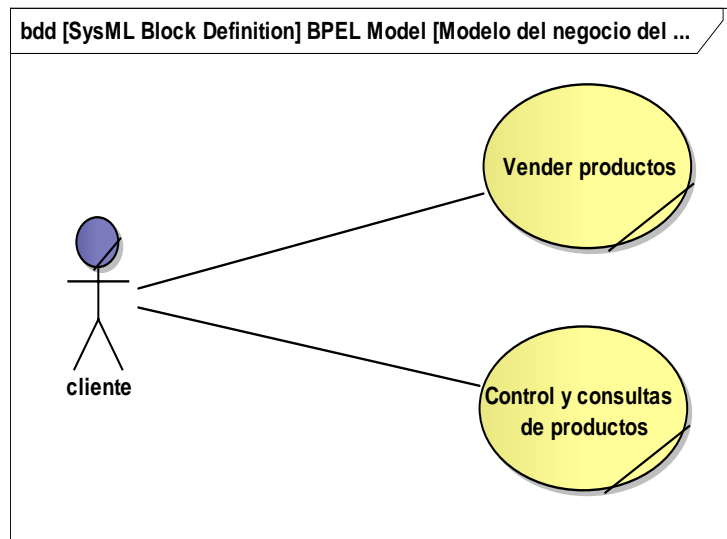 bdd [SysML Block Definition] BPEL Model [Modelo del negocio del ...
Vender productos
cliente
Control y consultas
de productos